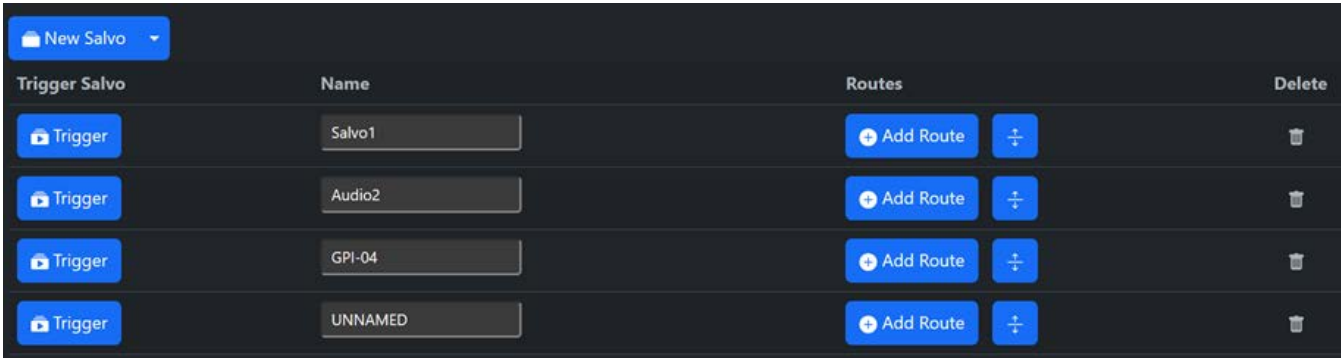 New Salvo
Trigger Salvo Name Routes Delete
Trigger Salvo1 Add Route
Trigger Audio2 Add Route
Trigger GPI-04 Add Route
Trigger UNNAMED Add Route